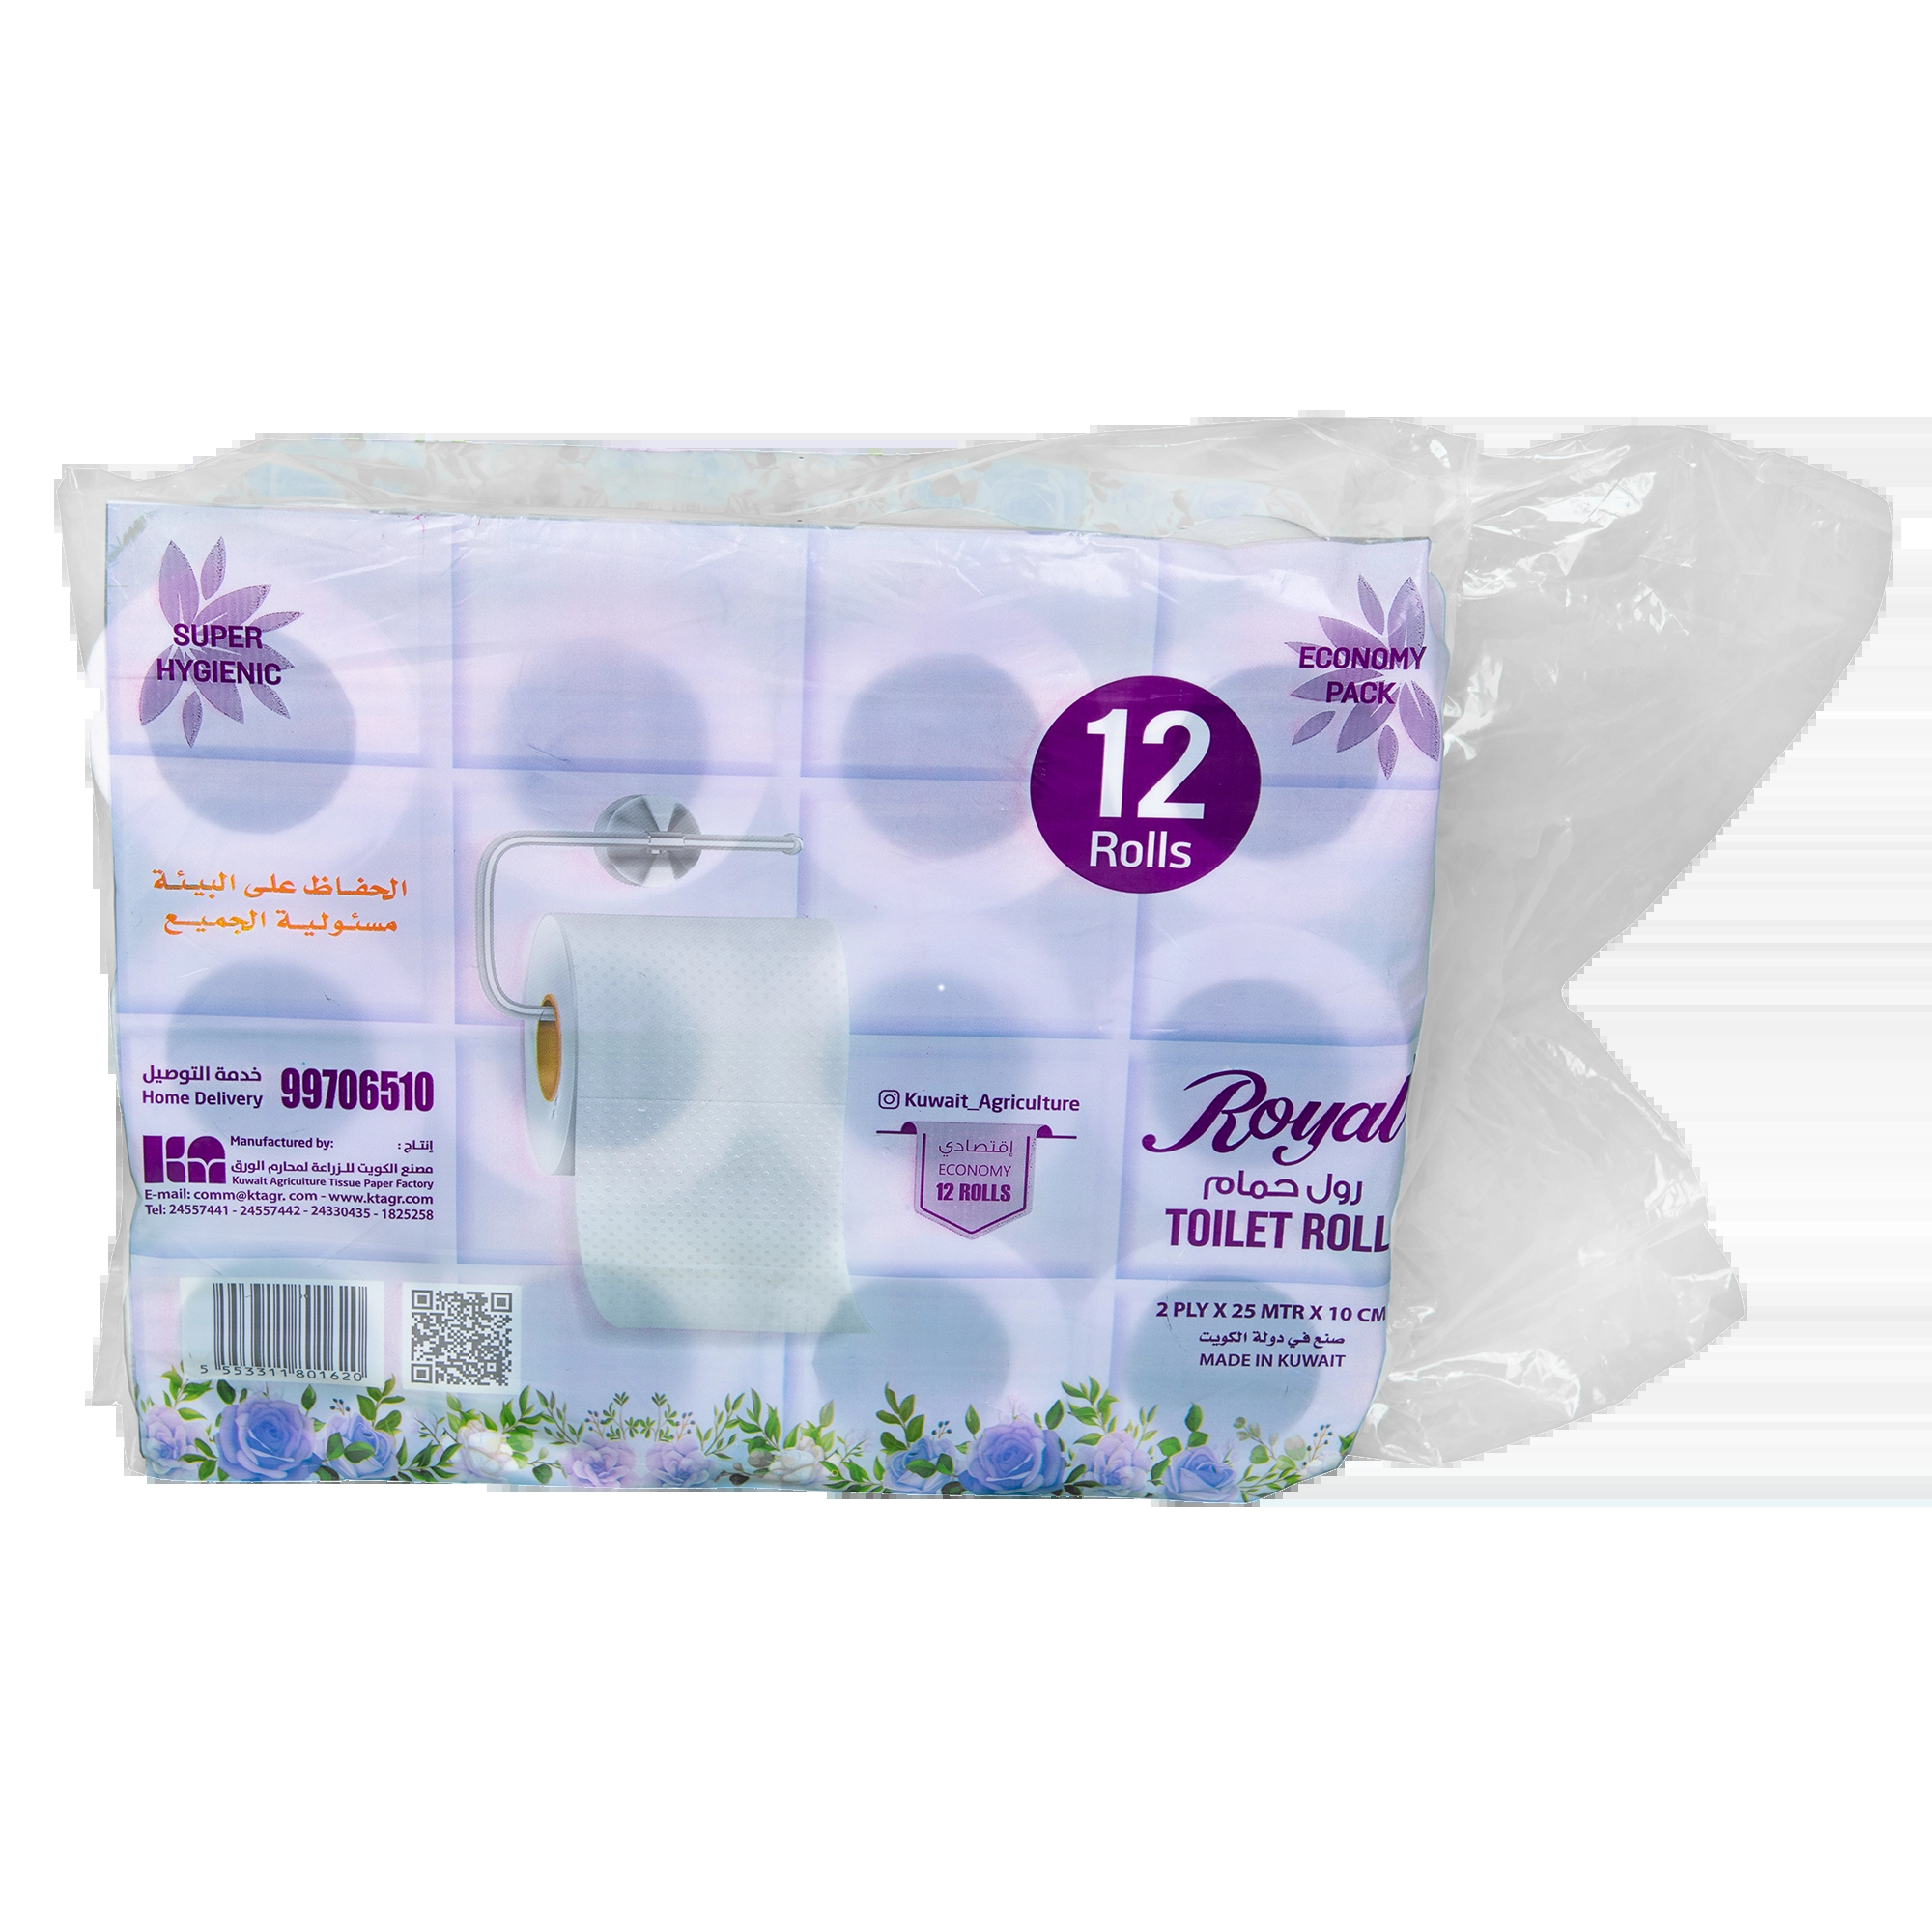 SUPER
HYGIENIC
ECONOMY
PACK
12
Rolls
الحفاظ على البيئة
مسئولية الجميع
خدمة التوصيل
Home Delivery
99706510
Manufactured by: إنتاج :
مصنع الكويت للزراعة لمحارم الورق
Kuwait Agriculture Tissue Paper Factory
E-mail: comm@ktagr. com - www.ktagr.com
Tel: 24557441 - 24557442 - 24330435 - 1825258
5 553311 801620
Kuwait_Agriculture
إقتصادي
ECONOMY
12 ROLLS
Royal
رول حمام
TOILET ROLL
2 PLY X 25 MTR X 10 CM
صنع في دولة الكويت
MADE IN KUWAIT